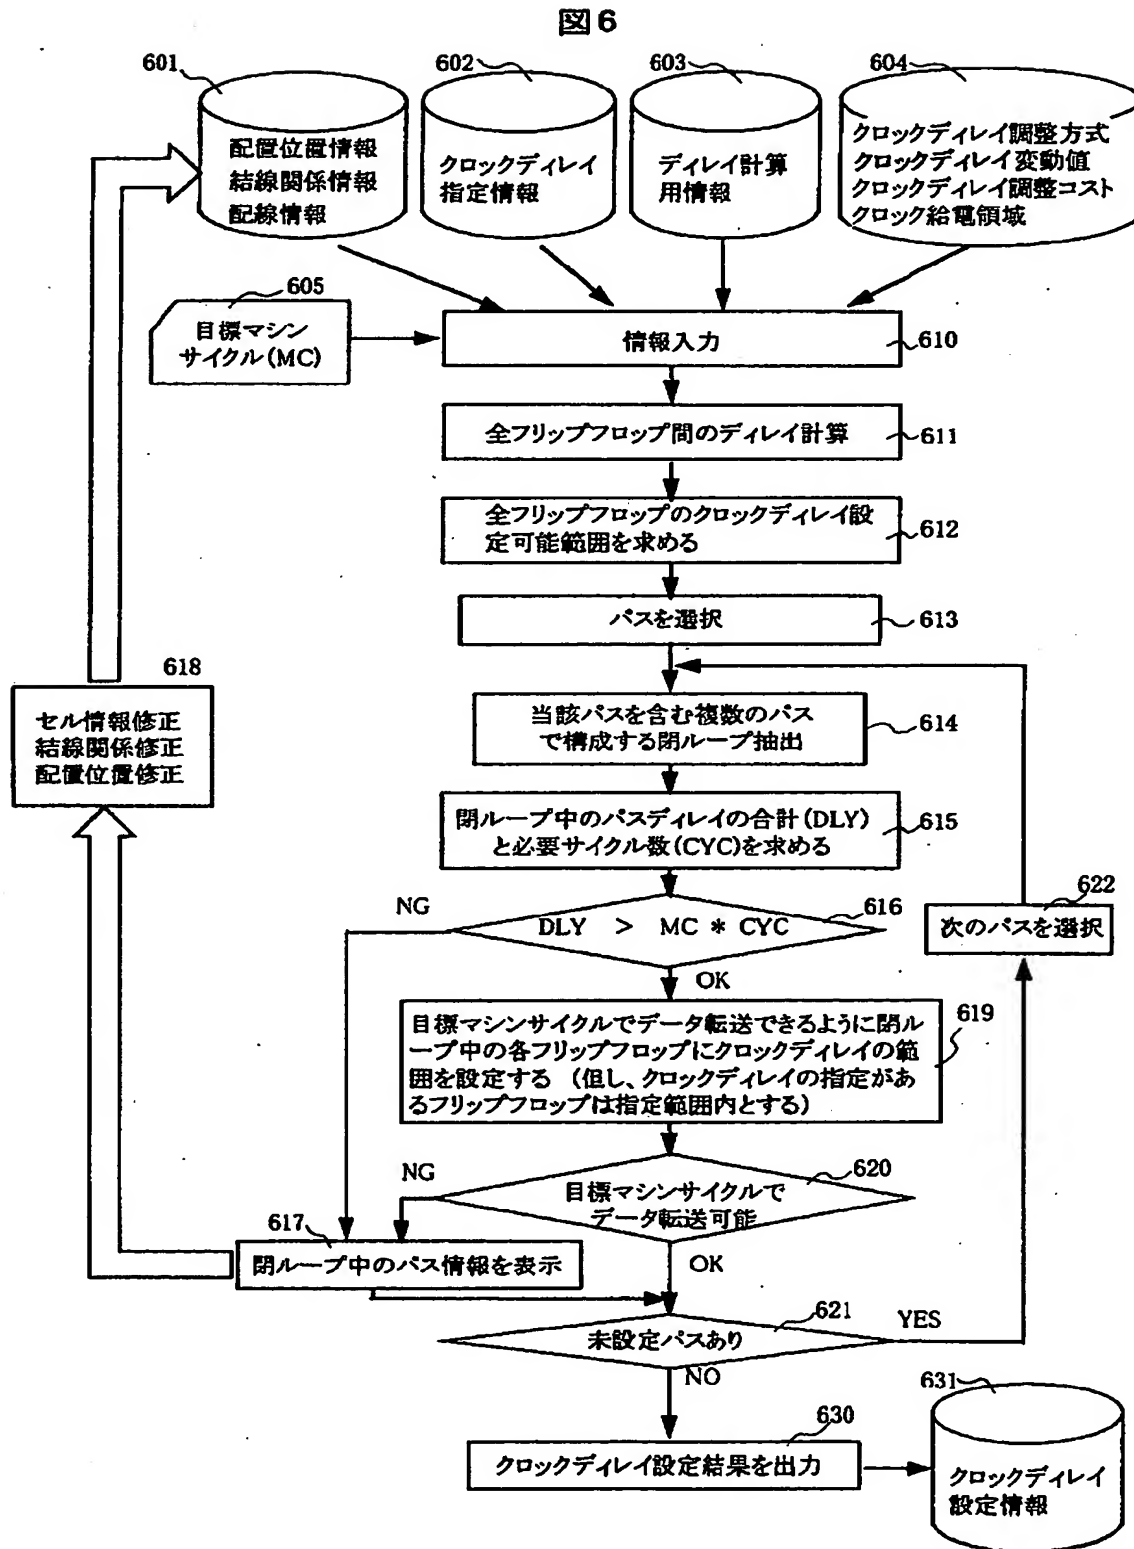 図6
601
配置位置情報
結線関係情報
配線情報
602
クロックディレイ
指定情報
603
ディレイ計算
用情報
604
クロックディレイ調整方式
クロックディレイ変動値
クロックディレイ調整コスト
クロック給電領域
605
目標マシン
サイクル(MC)
情報入力
610
全フリップフロップ間のディレイ計算
611
全フリップフロップのクロックディレイ設
定可能範囲を求める
612
パスを選択
613
618
セル情報修正
結線関係修正
配置位置修正
当該パスを含む複数のパス
で構成する閉ループ抽出
614
閉ループ中のパスディレイの合計(DLY)
と必要サイクル数(CYC)を求める
615
NG
DLY > MC * CYC
616
OK
622
次のパスを選択
目標マシンサイクルでデータ転送できるように閉ル
ープ中の各フリップフロップにクロックディレイの範
囲を設定する (但し、クロックディレイの指定があ
るフリップフロップは指定範囲内とする)
619
NG
目標マシンサイクルで
データ転送可能
620
OK
617
閉ループ中のパス情報を表示
未設定パスあり
621
YES
NO
630
クロックディレイ設定結果を出力
631
クロックディレイ
設定情報